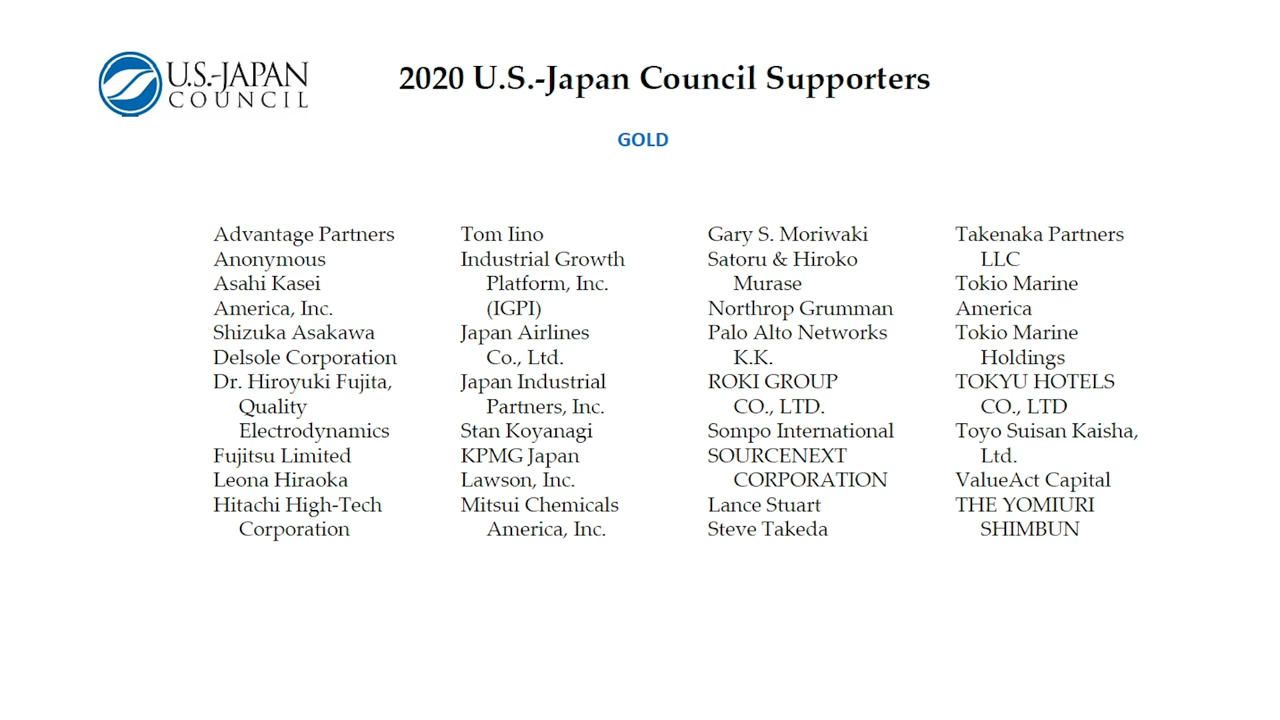 U.S.-JAPAN
COUNCIL
2020 U.S.-Japan Council Supporters
GOLD
Advantage Partners
Anonymous
Asahi Kasei
America, Inc.
Shizuka Asakawa
Delsole Corporation
Dr. Hiroyuki Fujita,
Quality
Electrodynamics
Fujitsu Limited
Leona Hiraoka
Hitachi High-Tech
Corporation
Tom Iino
Industrial Growth
Platform, Inc.
(IGPI)
Japan Airlines
Co., Ltd.
Japan Industrial
Partners, Inc.
Stan Koyanagi
KPMG Japan
Lawson, Inc.
Mitsui Chemicals
America, Inc.
Gary S. Moriwaki
Satoru & Hiroko
Murase
Northrop Grumman
Palo Alto Networks
K.K.
ROKI GROUP
CO., LTD.
Sompo International
SOURCENEXT
CORPORATION
Lance Stuart
Steve Takeda
Takenaka Partners
LLC
Tokio Marine
America
Tokio Marine
Holdings
TOKYU HOTELS
CO., LTD
Toyo Suisan Kaisha,
Ltd.
ValueAct Capital
THE YOMIURI
SHIMBUN